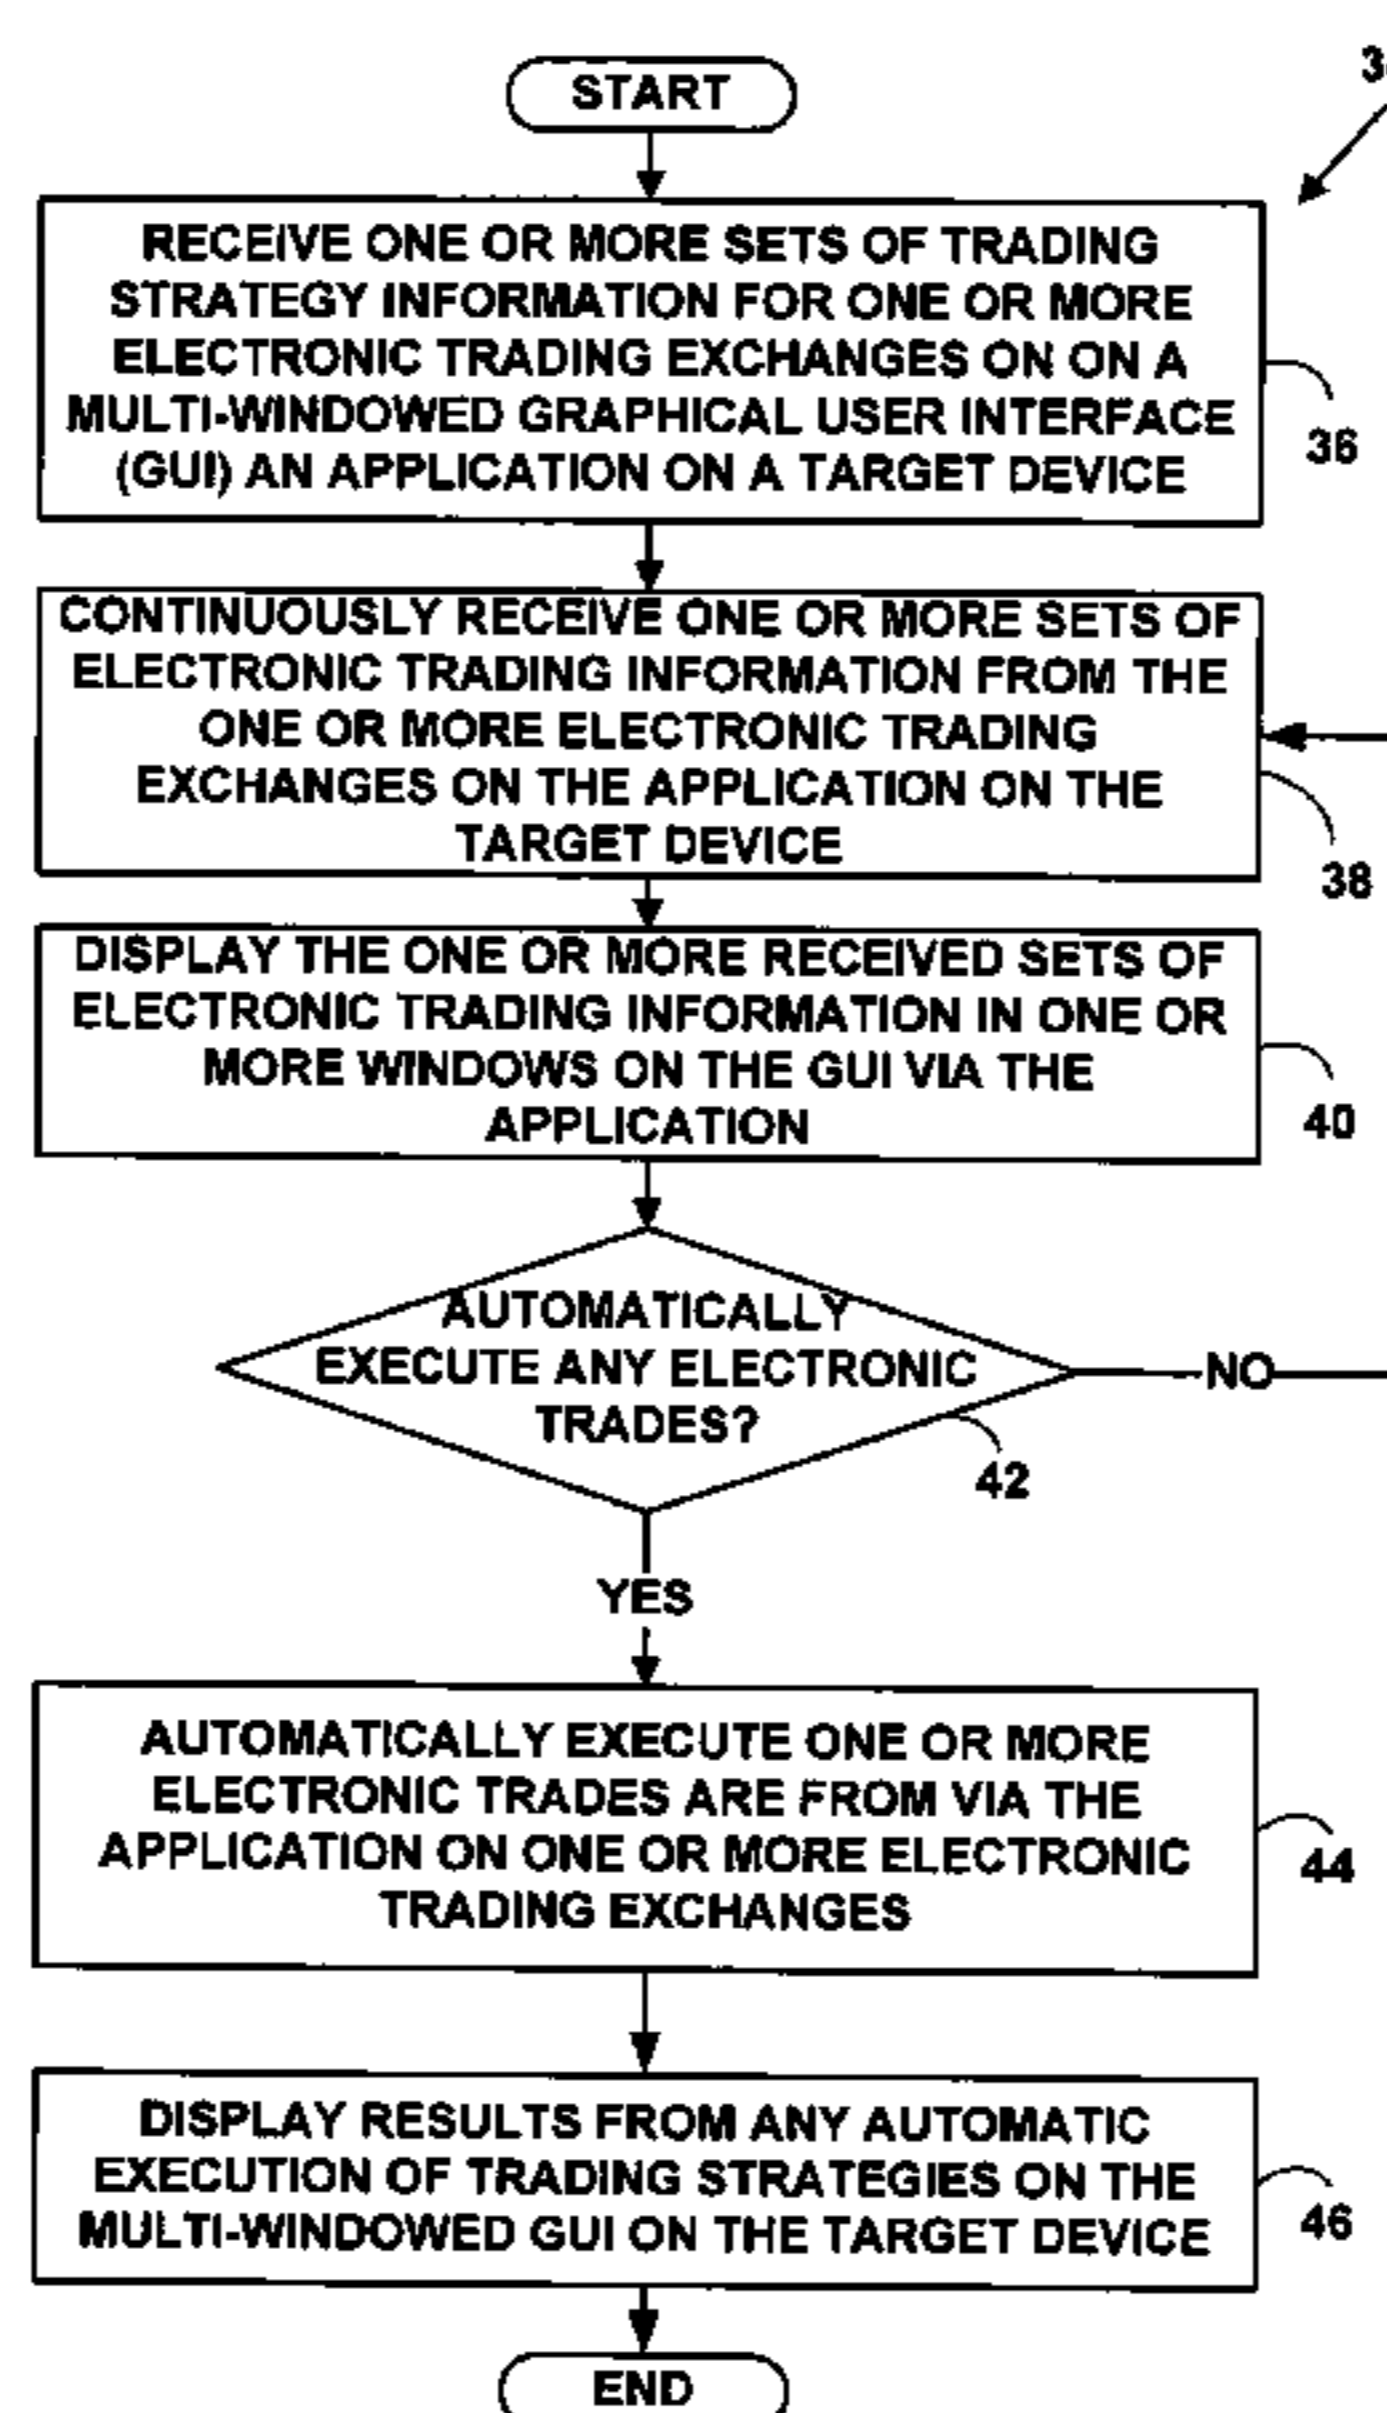 START
RECEIVE ONE OR MORE SETS OF TRADING
STRATEGY INFORMATION FOR ONE OR MORE
ELECTRONIC TRADING EXCHANGES ON ON A
MULTI-WINDOWED GRAPHICAL USER INTERFACE
(GUI) AN APPLICATION ON A TARGET DEVICE
36
CONTINUOUSLY RECEIVE ONE OR MORE SETS OF
ELECTRONIC TRADING INFORMATION FROM THE
ONE OR MORE ELECTRONIC TRADING
EXCHANGES ON THE APPLICATION ON THE
TARGET DEVICE
38
DISPLAY THE ONE OR MORE RECEIVED SETS OF
ELECTRONIC TRADING INFORMATION IN ONE OR
MORE WINDOWS ON THE GUI VIA THE
APPLICATION
40
AUTOMATICALLY
EXECUTE ANY ELECTRONIC
TRADES?
NO
42
YES
AUTOMATICALLY EXECUTE ONE OR MORE
ELECTRONIC TRADES ARE FROM VIA THE
APPLICATION ON ONE OR MORE ELECTRONIC
TRADING EXCHANGES
44
DISPLAY RESULTS FROM ANY AUTOMATIC
EXECUTION OF TRADING STRATEGIES ON THE
MULTI-WINDOWED GUI ON THE TARGET DEVICE
46
END